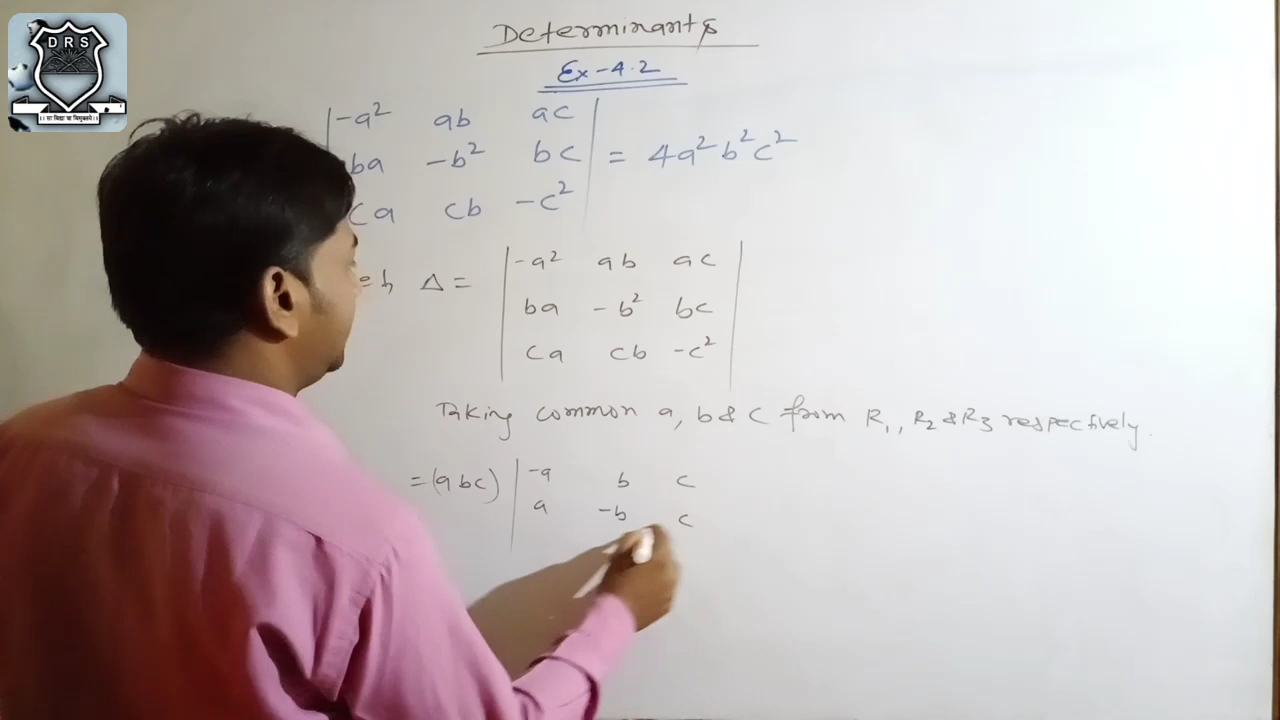 DRS
।। सा विद्या या विमुक्तये ।।
Determinants
Ex-4.2
-a² ab ac
ba -b² bc = 4a²b²c²
ca cb -c²
Δ = -a² ab ac
ba -b² bc
ca cb -c²
Taking common a, b & c from R₁, R₂ & R₃ respectively.
= (abc) -a b c
a -b c